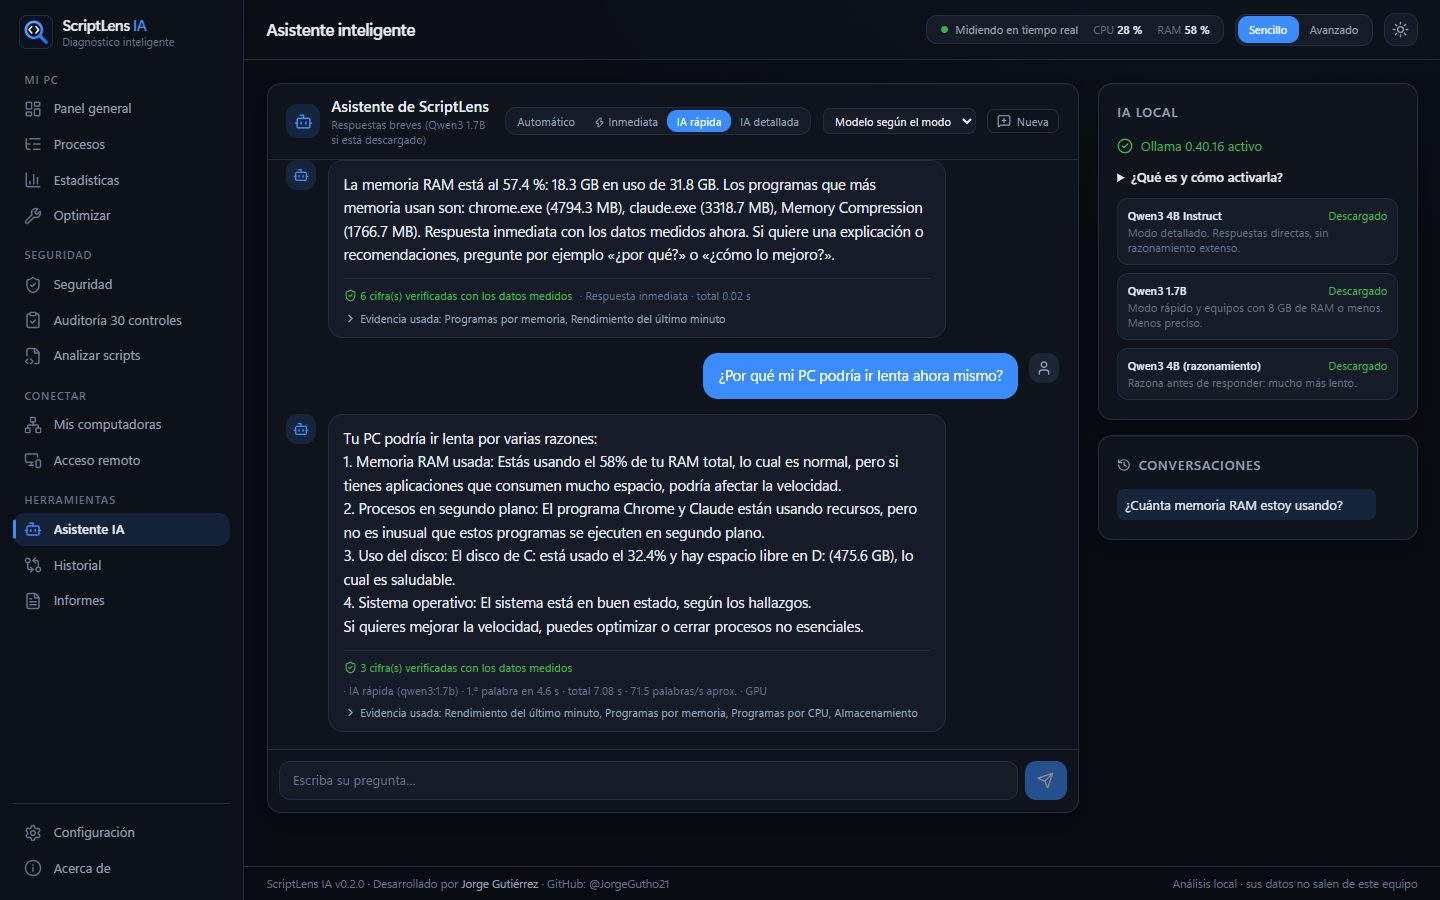 ScriptLens IA
Diagnóstico inteligente
MI PC
Panel general
Procesos
Estadísticas
Optimizar
SEGURIDAD
Seguridad
Auditoría 30 controles
Analizar scripts
CONECTAR
Mis computadoras
Acceso remoto
HERRAMIENTAS
Asistente IA
Historial
Informes
Configuración
Acerca de
Asistente inteligente
Midiendo en tiempo real CPU 28 % RAM 58 %
Sencillo Avanzado
Asistente de ScriptLens
Respuestas breves (Qwen3 1.7B
si está descargado)
Automático Inmediata IA rápida IA detallada
Modelo según el modo
Nueva
La memoria RAM está al 57.4 %: 18.3 GB en uso de 31.8 GB. Los programas que más
memoria usan son: chrome.exe (4794.3 MB), claude.exe (3318.7 MB), Memory Compression
(1766.7 MB). Respuesta inmediata con los datos medidos ahora. Si quiere una explicación o
recomendaciones, pregunte por ejemplo «¿por qué?» o «¿cómo lo mejoro?».
6 cifra(s) verificadas con los datos medidos · Respuesta inmediata · total 0.02 s
Evidencia usada: Programas por memoria, Rendimiento del último minuto
¿Por qué mi PC podría ir lenta ahora mismo?
Tu PC podría ir lenta por varias razones:
1. Memoria RAM usada: Estás usando el 58% de tu RAM total, lo cual es normal, pero si
tienes aplicaciones que consumen mucho espacio, podría afectar la velocidad.
2. Procesos en segundo plano: El programa Chrome y Claude están usando recursos, pero
no es inusual que estos programas se ejecuten en segundo plano.
3. Uso del disco: El disco de C: está usado el 32.4% y hay espacio libre en D: (475.6 GB), lo
cual es saludable.
4. Sistema operativo: El sistema está en buen estado, según los hallazgos.
Si quieres mejorar la velocidad, puedes optimizar o cerrar procesos no esenciales.
3 cifra(s) verificadas con los datos medidos
· IA rápida (qwen3:1.7b) · 1.ª palabra en 4.6 s · total 7.08 s · 71.5 palabras/s aprox. · GPU
Evidencia usada: Rendimiento del último minuto, Programas por memoria, Programas por CPU, Almacenamiento
Escriba su pregunta...
IA LOCAL
Ollama 0.40.16 activo
¿Qué es y cómo activarla?
Qwen3 4B Instruct Descargado
Modo detallado. Respuestas directas, sin
razonamiento extenso.
Qwen3 1.7B Descargado
Modo rápido y equipos con 8 GB de RAM o menos.
Menos preciso.
Qwen3 4B (razonamiento) Descargado
Razona antes de responder: mucho más lento.
CONVERSACIONES
¿Cuánta memoria RAM estoy usando?
ScriptLens IA v0.2.0 · Desarrollado por Jorge Gutiérrez · GitHub: @JorgeGutho21
Análisis local · sus datos no salen de este equipo